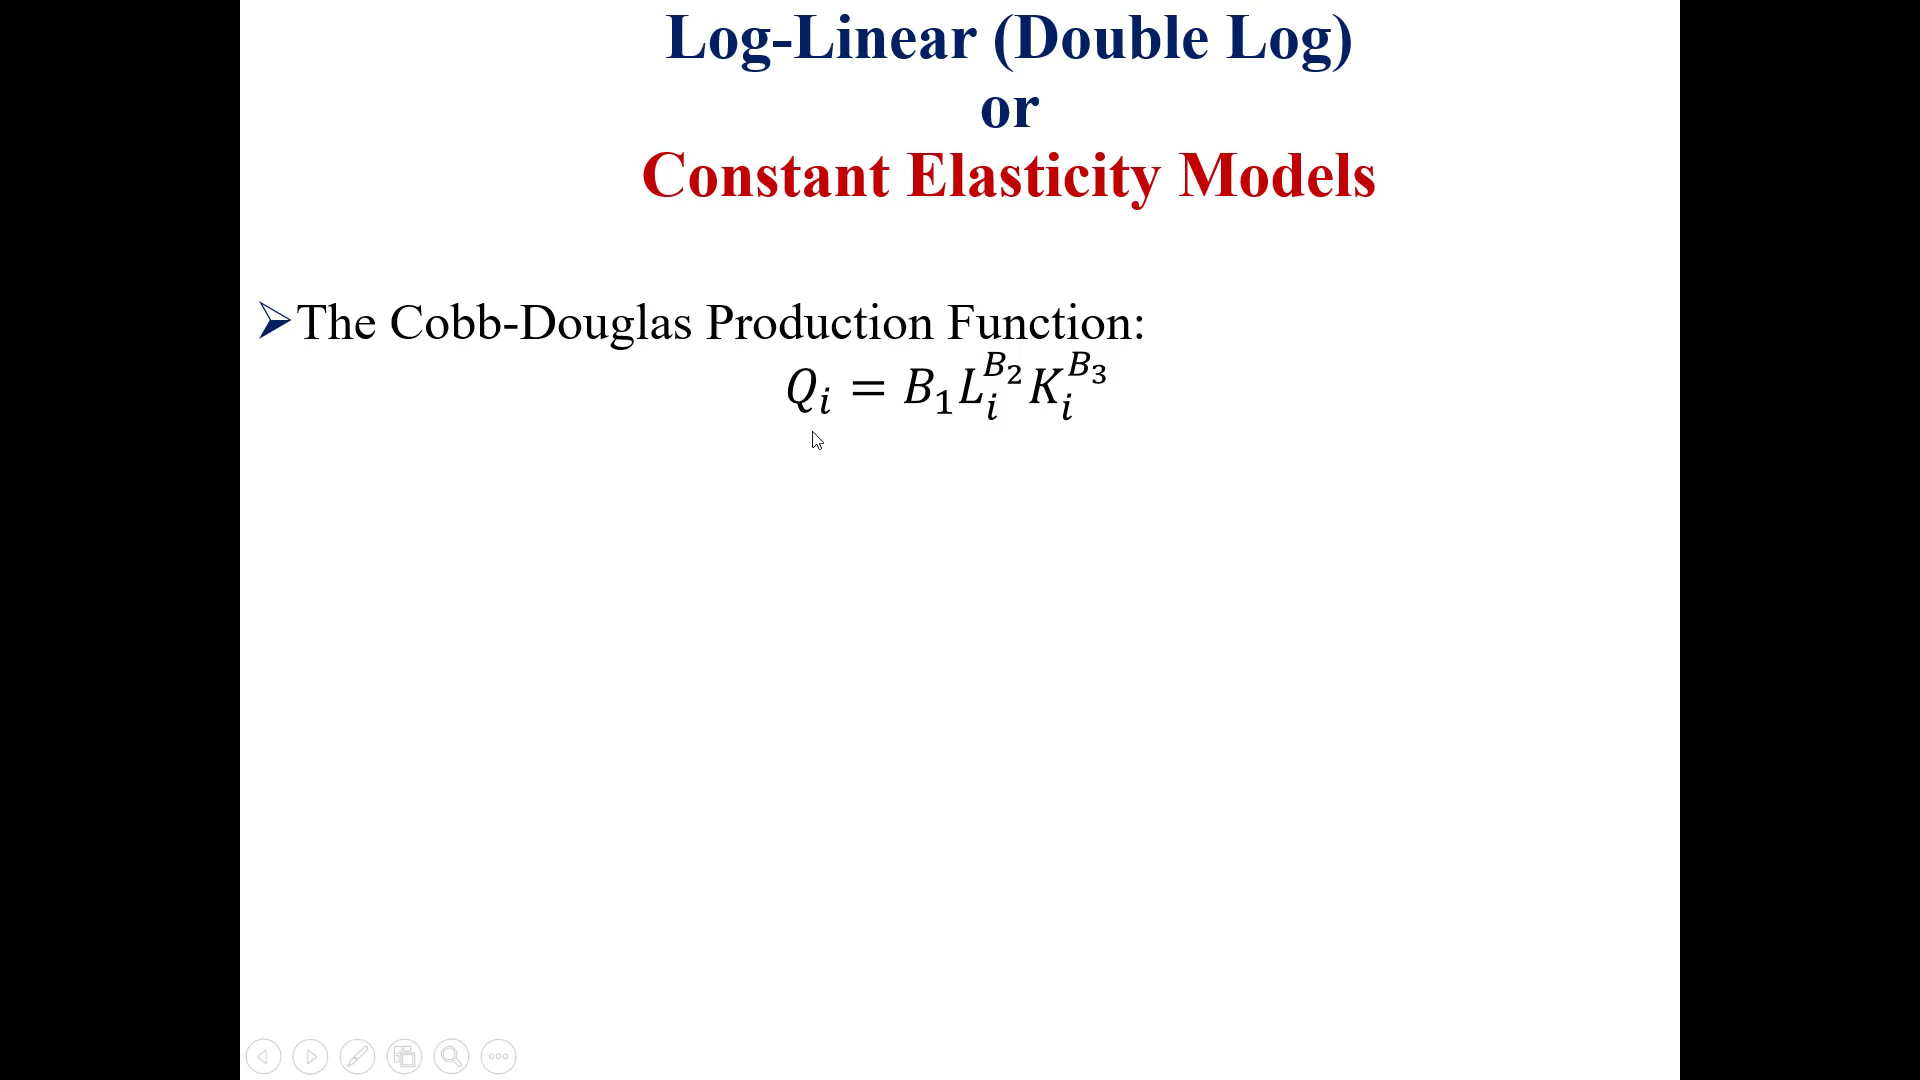 Log-Linear (Double Log)
or
Constant Elasticity Models
➢The Cobb-Douglas Production Function:
$Q_i = B_1 L_i^{B_2} K_i^{B_3}$